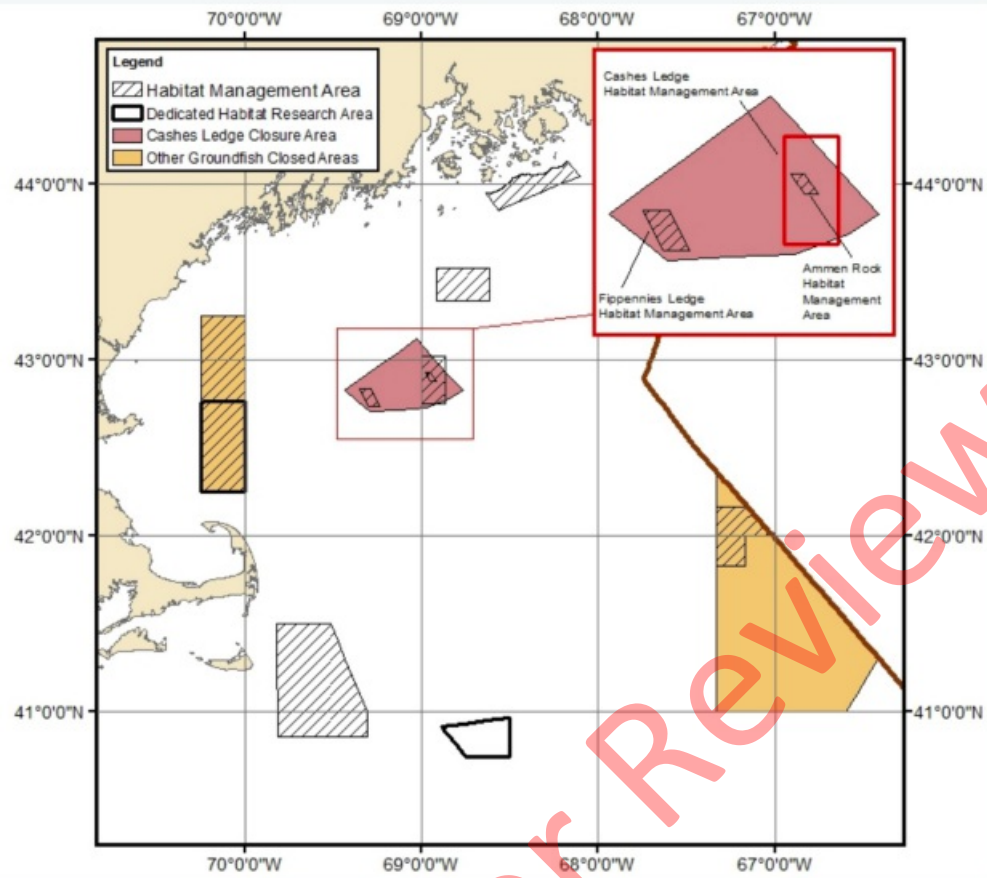 70°0'0"W 69°0'0"W 68°0'0"W 67°0'0"W
Legend
Habitat Management Area
Dedicated Habitat Research Area
Cashes Ledge Closure Area
Other Groundfish Closed Areas
Cashes Ledge
Habitat Management Area
Ammen Rock
Habitat
Management
Area
Fippennies Ledge
Habitat Management Area
44°0'0"N 44°0'0"N
43°0'0"N 43°0'0"N
42°0'0"N 42°0'0"N
41°0'0"N 41°0'0"N
70°0'0"W 69°0'0"W 68°0'0"W 67°0'0"W
r Review